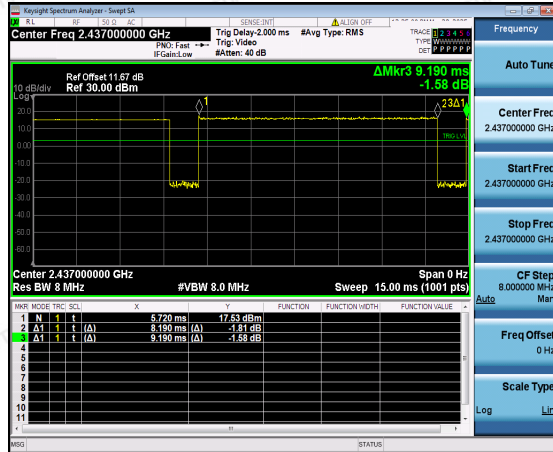 Keysight Spectrum Analyzer - Swept SA
RL RF 50 Ω AC SENSE:INT ALIGN OFF
Center Freq 2.437000000 GHz
PNO: Fast
IFGain:Low
Trig Delay-2.000 ms
Trig: Video
#Atten: 40 dB
#Avg Type: RMS
TRACE 1 2 3 4 5 6
TYPE WWWWWW
DET P P P P P P
Ref Offset 11.67 dB
Ref 30.00 dBm
10 dB/div
Log
ΔMkr3 9.190 ms
-1.58 dB
20.0
10.0
0.00
-10.0
-20.0
-30.0
-40.0
-50.0
-60.0
1
2
3Δ1
TRIG LVL
Center 2.437000000 GHz
Res BW 8 MHz
#VBW 8.0 MHz
Span 0 Hz
Sweep 15.00 ms (1001 pts)
MKR MODE TRC SCL X Y FUNCTION FUNCTION WIDTH FUNCTION VALUE
1 N 1 t 5.720 ms 17.53 dBm
2 Δ1 1 t (Δ) 8.190 ms (Δ) -1.81 dB
3 Δ1 1 t (Δ) 9.190 ms (Δ) -1.58 dB
4
5
6
7
8
9
10
11
MSG STATUS
Frequency
Auto Tune
Center Freq
2.437000000 GHz
Start Freq
2.437000000 GHz
Stop Freq
2.437000000 GHz
CF Step
8.000000 MHz
Auto Man
Freq Offset
0 Hz
Scale Type
Log Lin